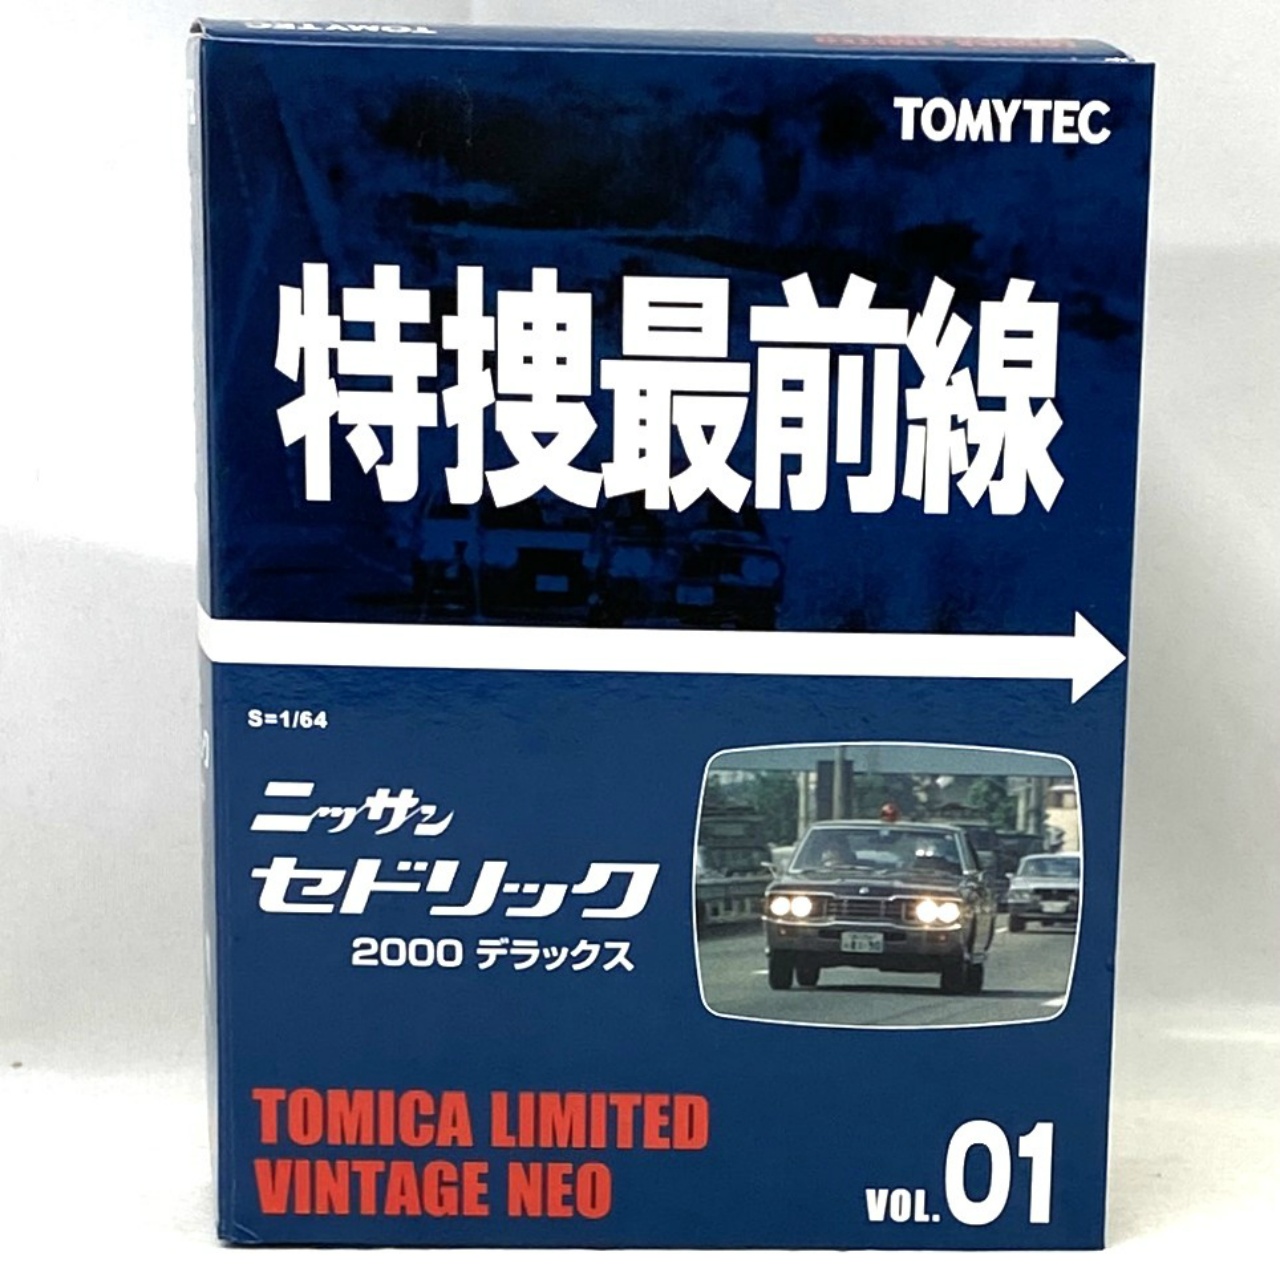 TOMYTEC
TOMYTEC
特捜最前線
S=1/64
ニッサン
セドリック
2000 デラックス
TOMICA LIMITED
VINTAGE NEO
VOL.01